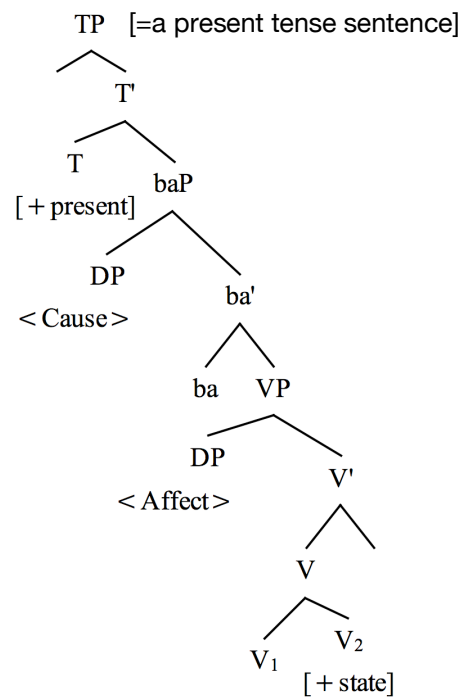 TP [=a present tense sentence]
T'
T
baP
[+present]
DP
ba'
<Cause>
ba VP
DP
V'
<Affect>
V
V₁ V₂
[+state]